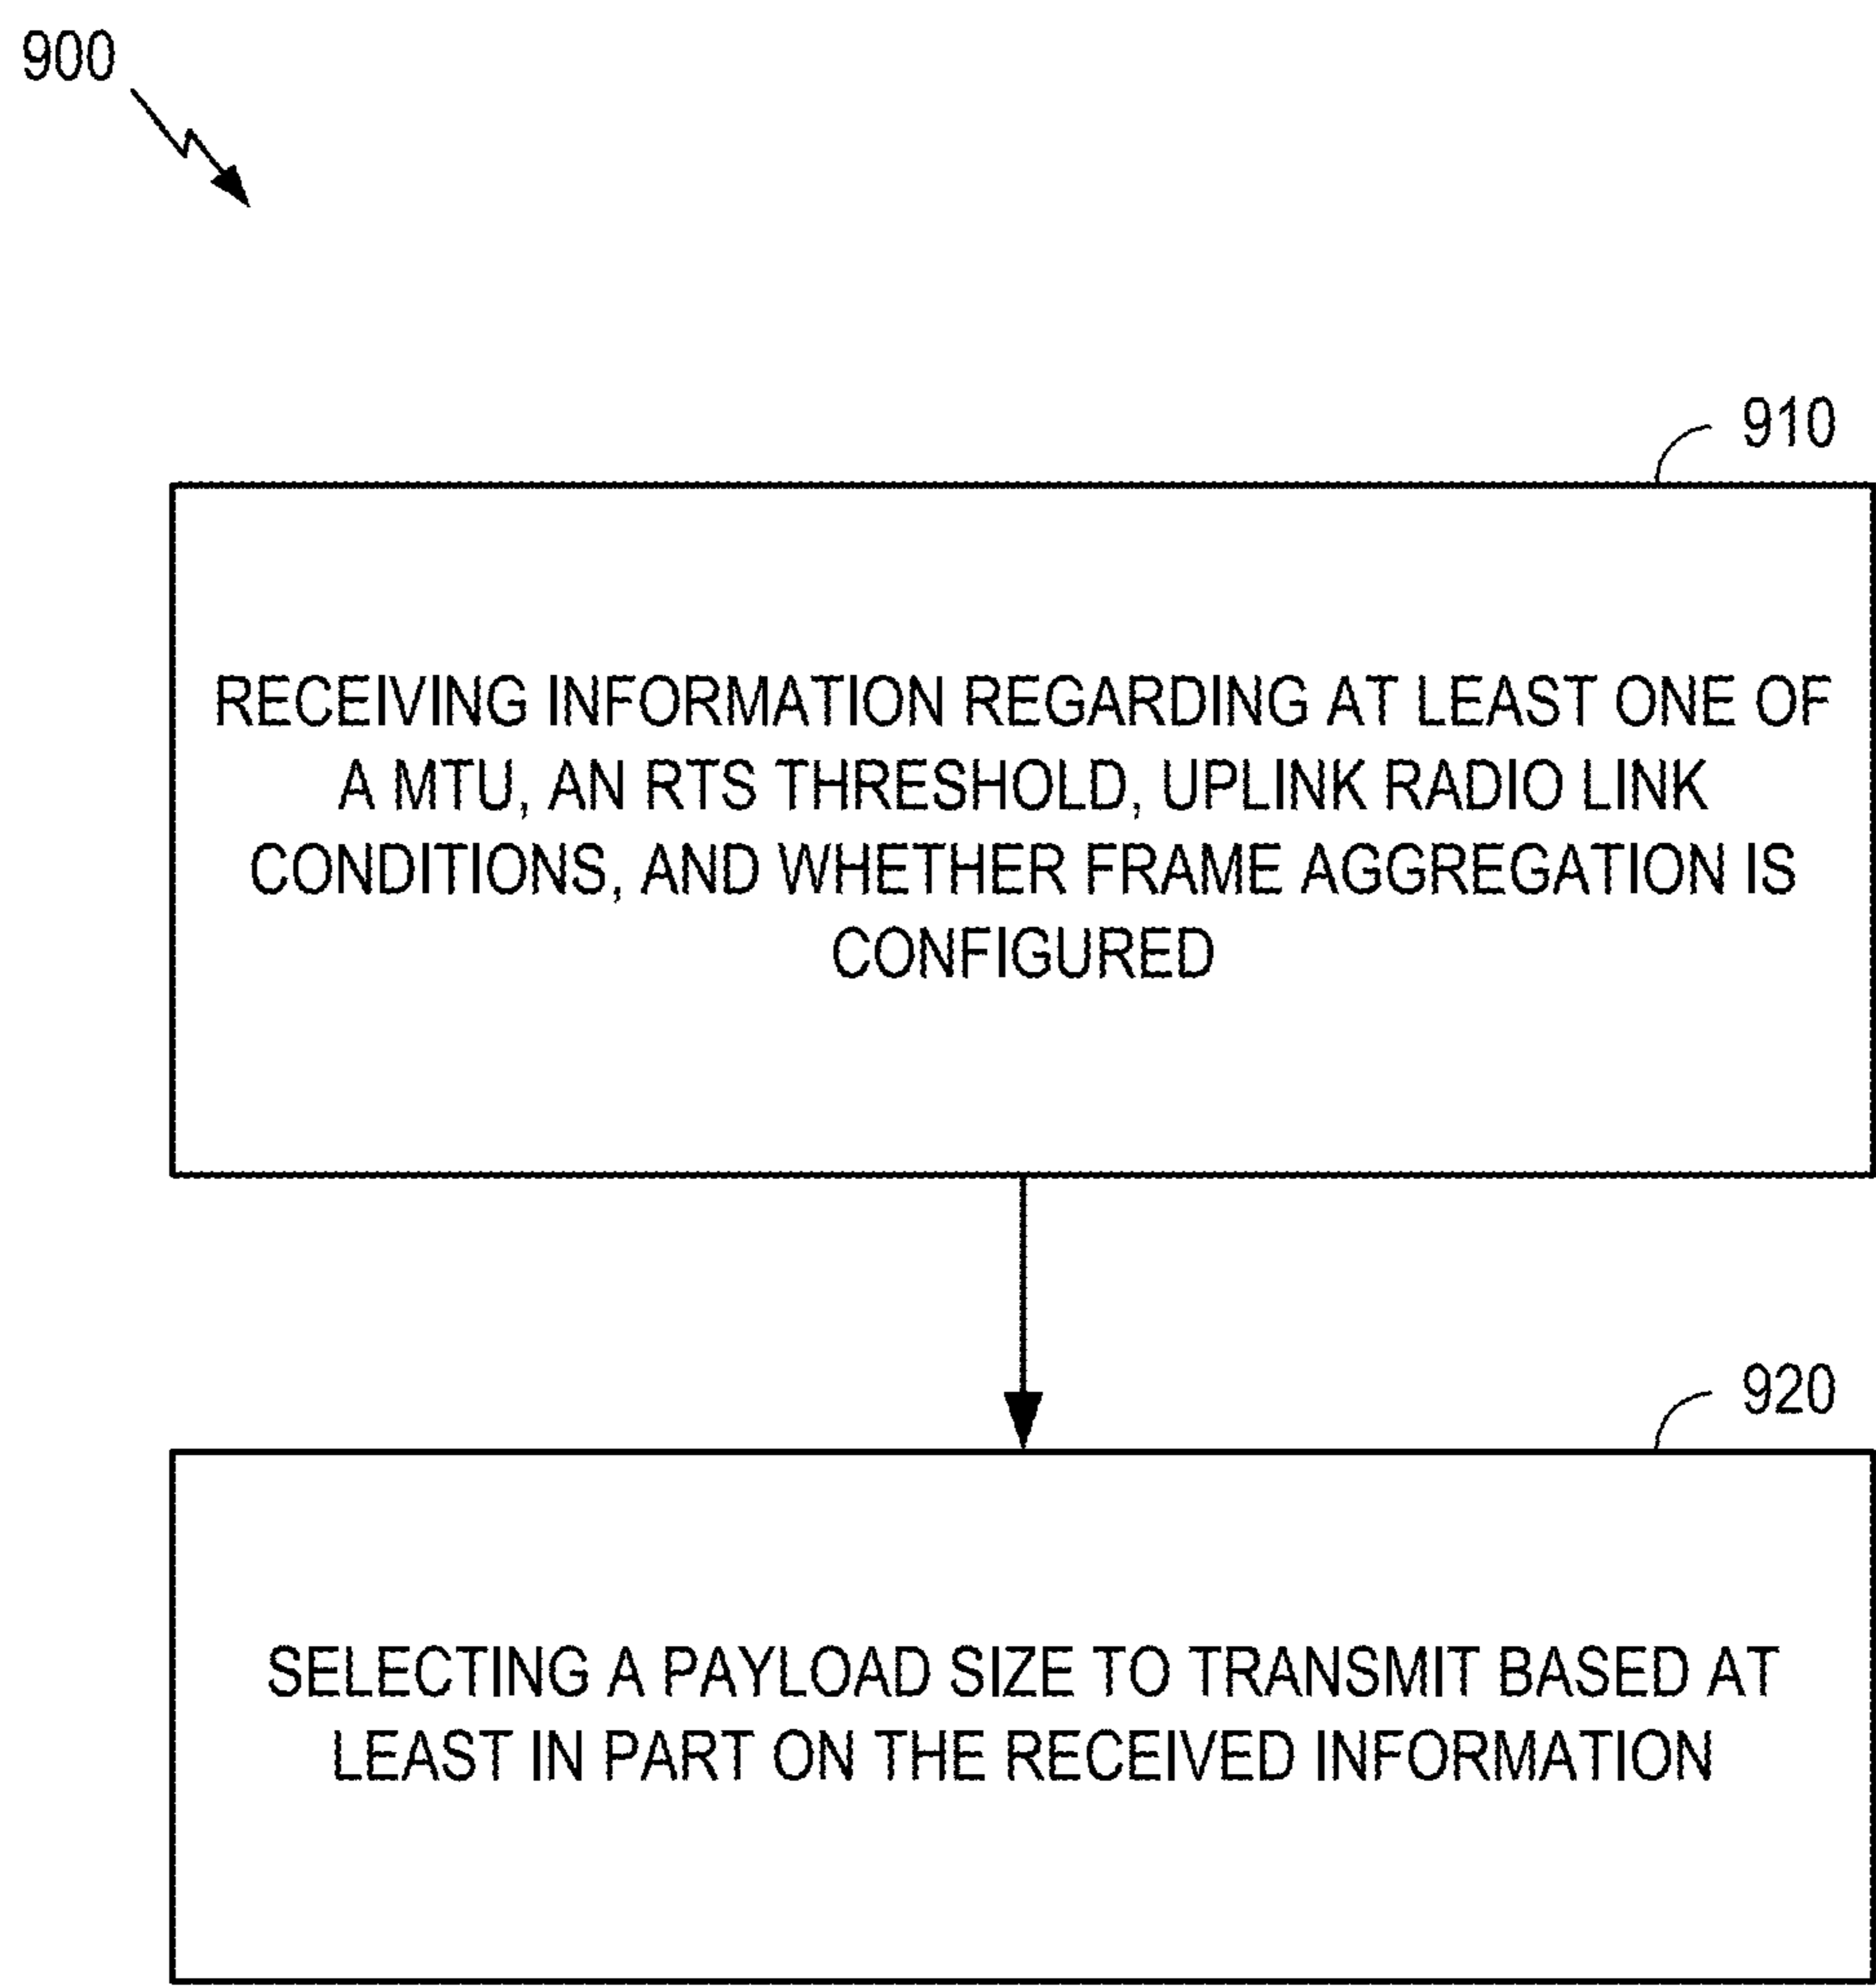 900
910
RECEIVING INFORMATION REGARDING AT LEAST ONE OF
A MTU, AN RTS THRESHOLD, UPLINK RADIO LINK
CONDITIONS, AND WHETHER FRAME AGGREGATION IS
CONFIGURED
920
SELECTING A PAYLOAD SIZE TO TRANSMIT BASED AT
LEAST IN PART ON THE RECEIVED INFORMATION